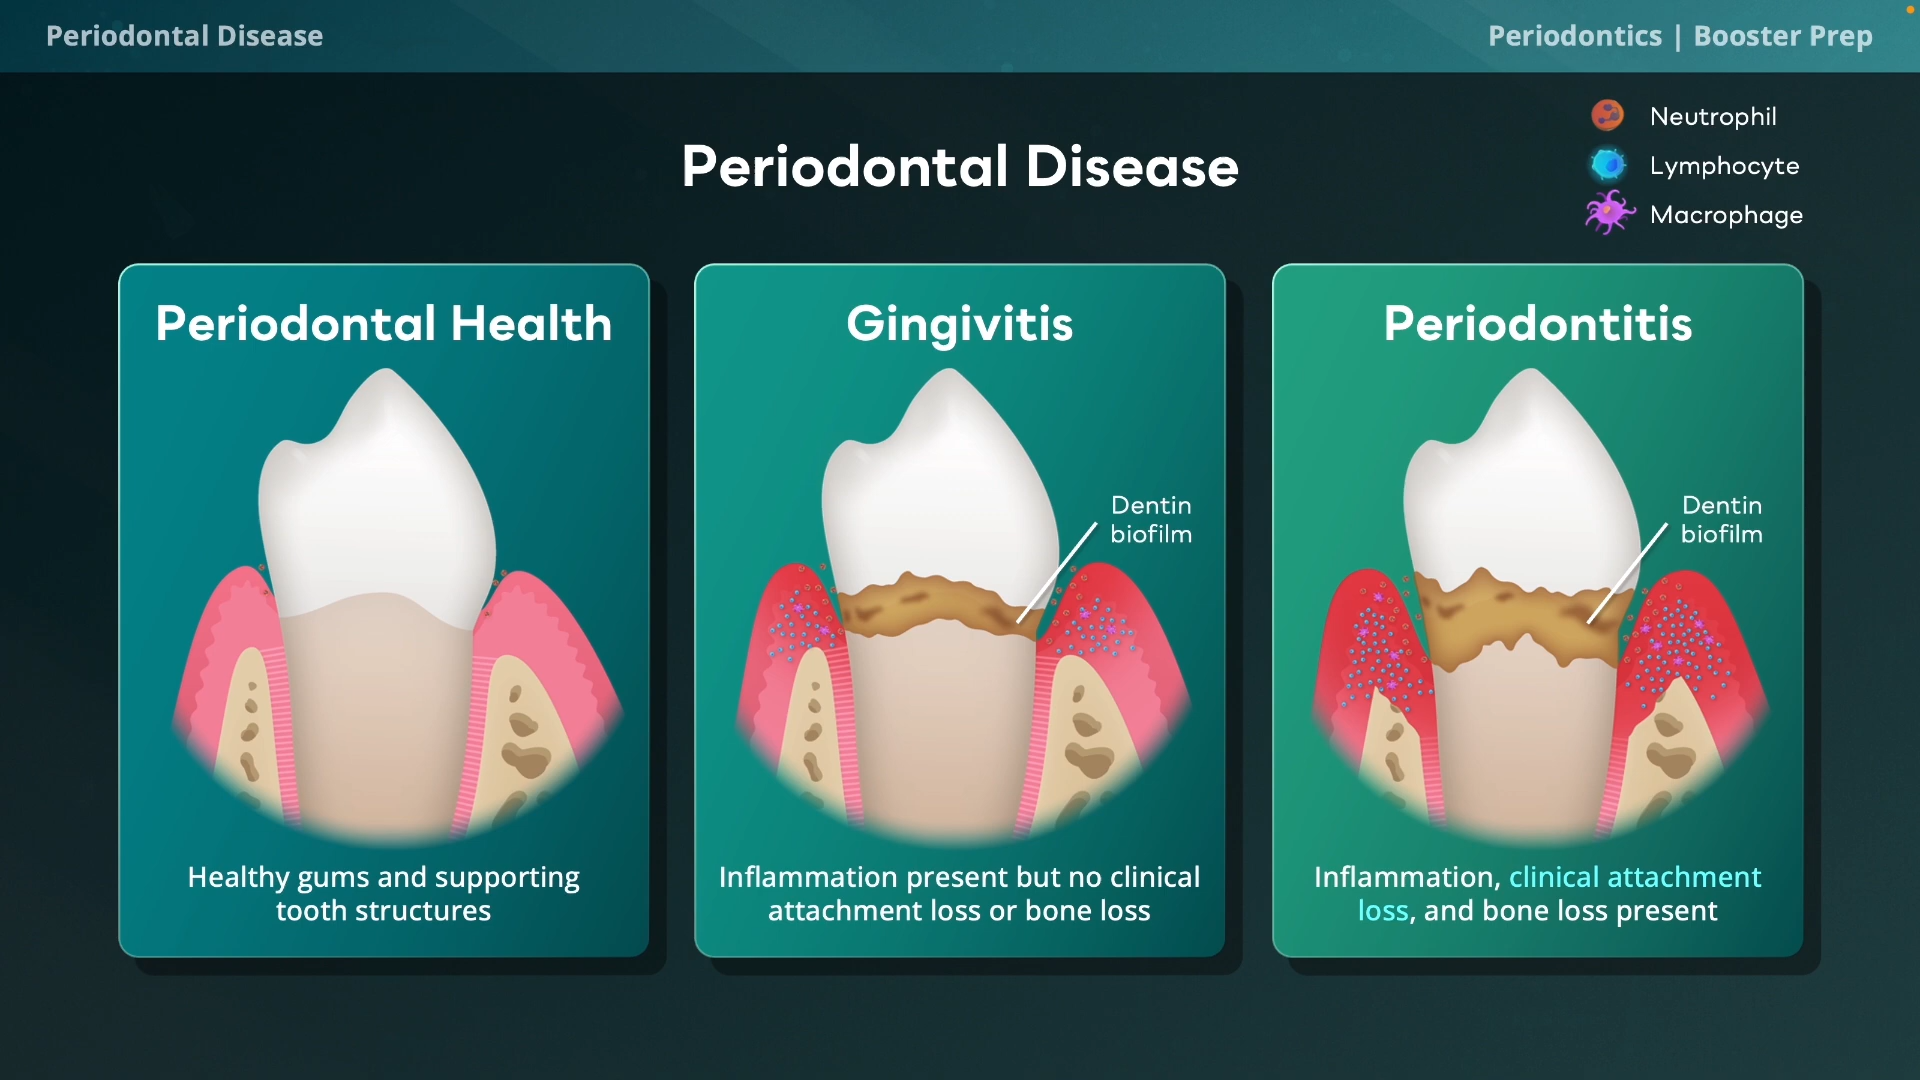 Periodontal Disease
Periodontics | Booster Prep
Neutrophil
Lymphocyte
Macrophage
Periodontal Disease
Periodontal Health
Healthy gums and supporting
tooth structures
Gingivitis
Dentin
biofilm
Inflammation present but no clinical
attachment loss or bone loss
Periodontitis
Dentin
biofilm
Inflammation, clinical attachment
loss, and bone loss present